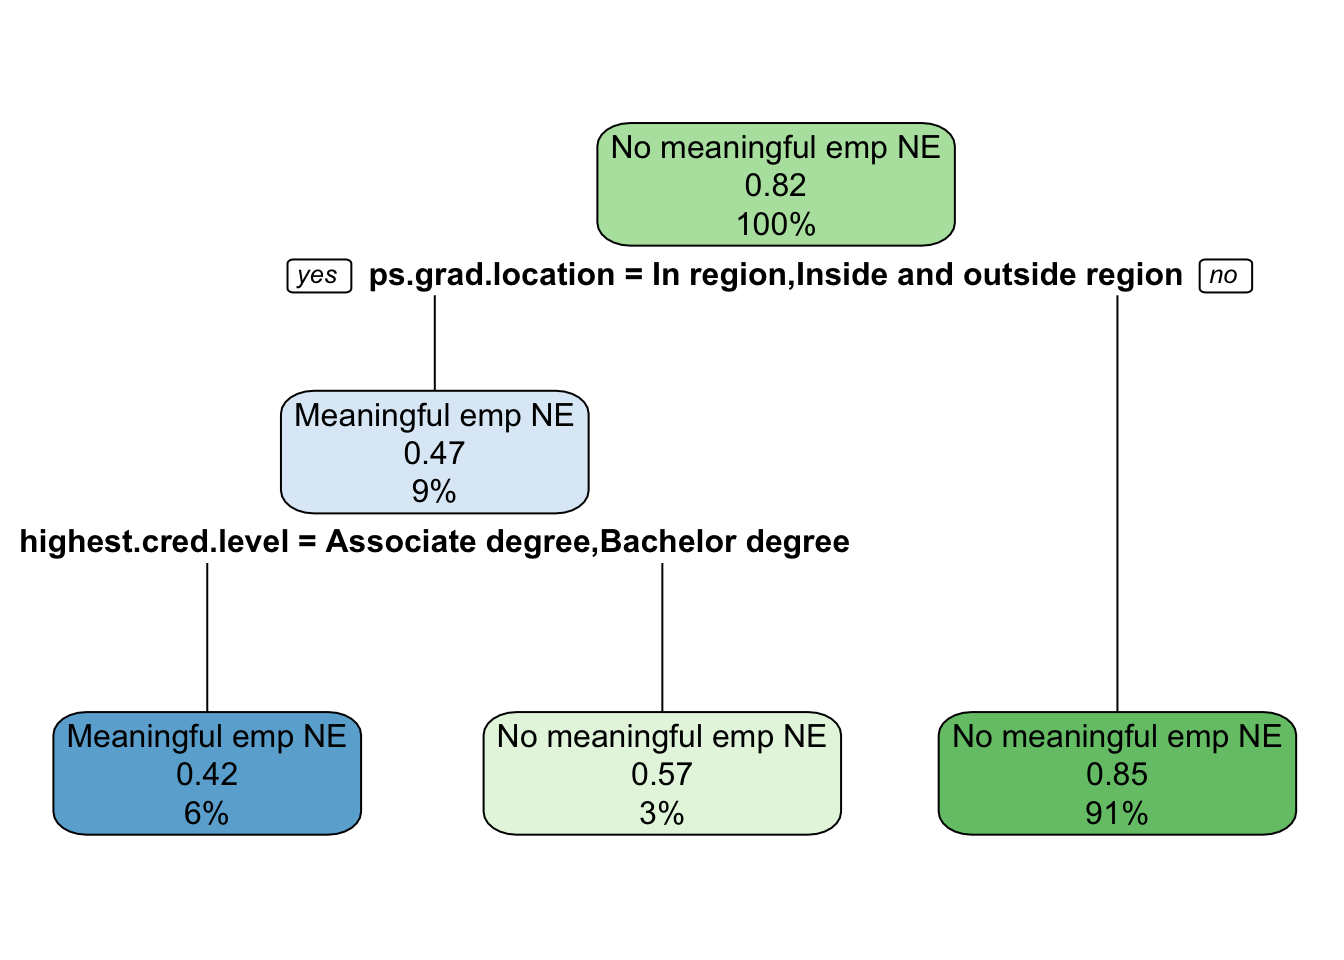 No meaningful emp NE
0.82
100%
yes ps.grad.location = In region,Inside and outside region no
Meaningful emp NE
0.47
9%
highest.cred.level = Associate degree,Bachelor degree
Meaningful emp NE
0.42
6%
No meaningful emp NE
0.57
3%
No meaningful emp NE
0.85
91%